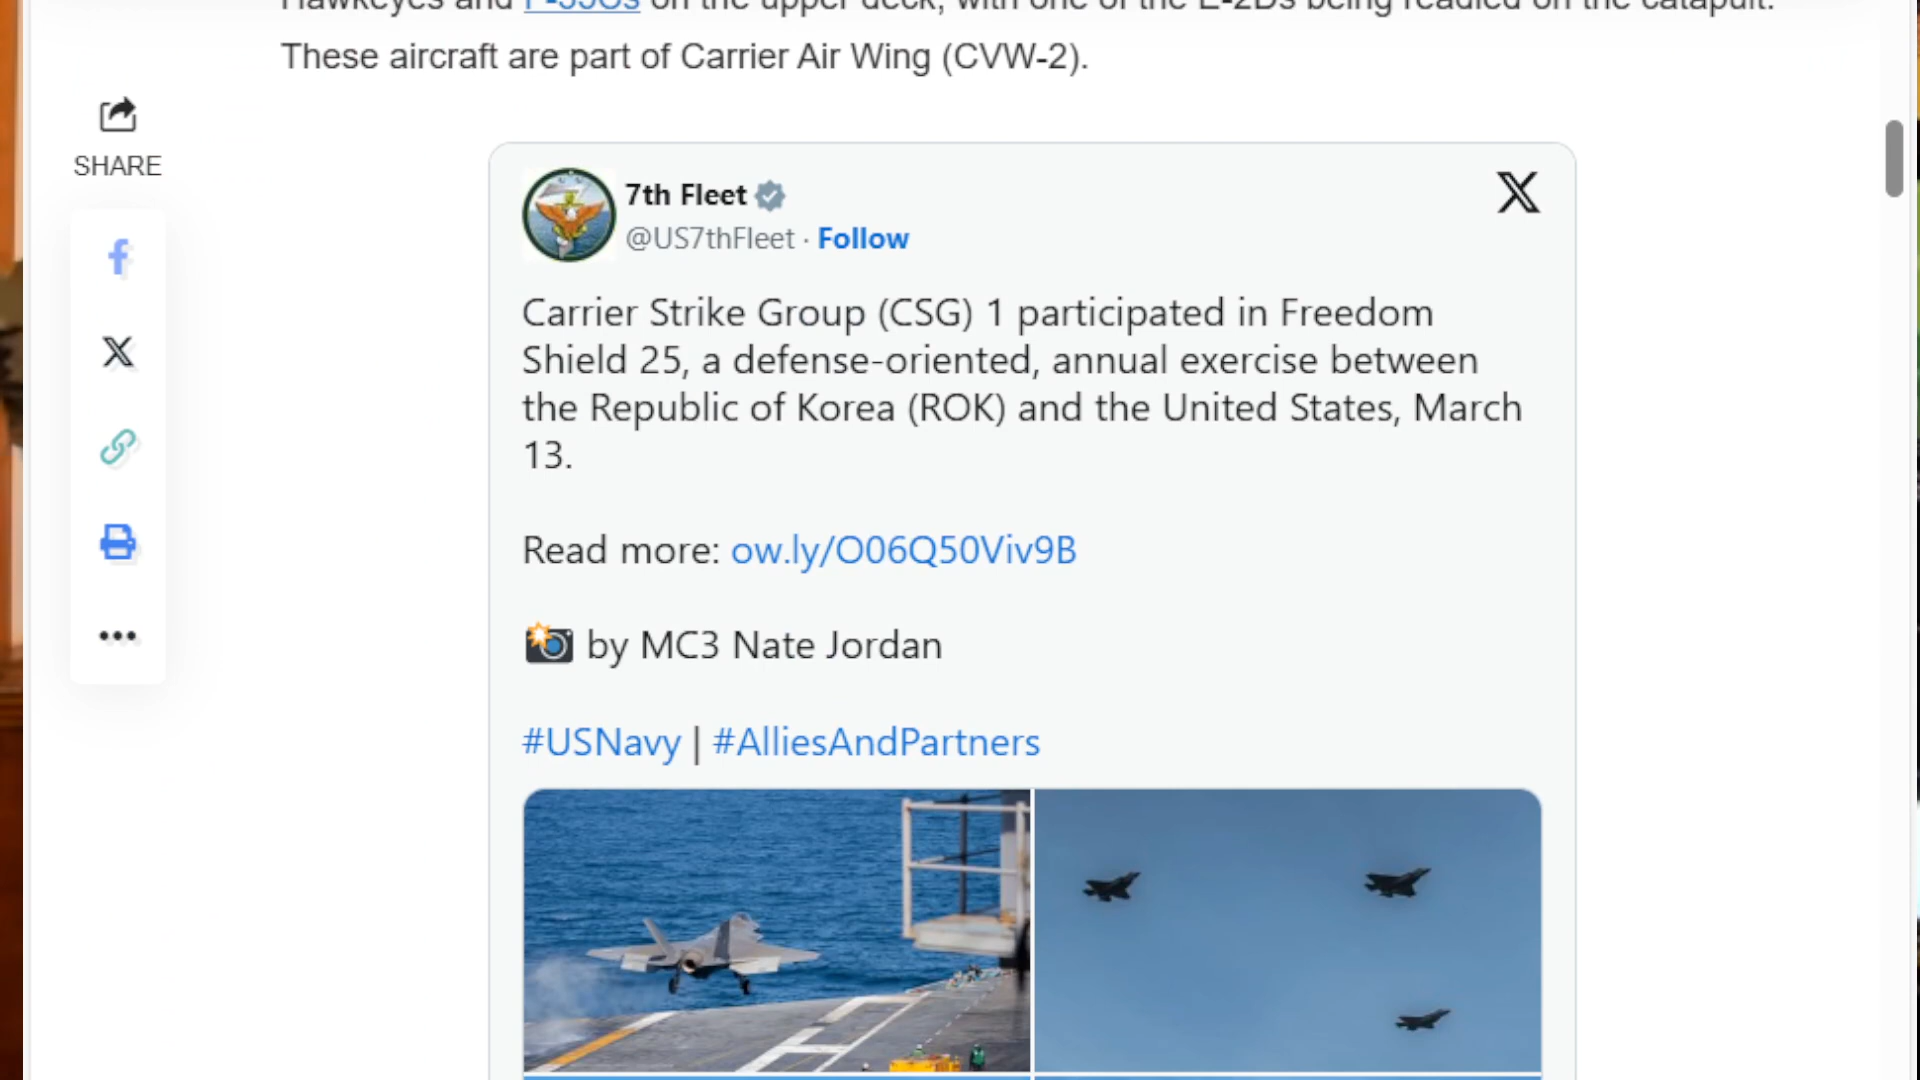 Hawkeyes and F-35Cs on the upper deck, with one of the E-2Ds being readied on the catapult.
These aircraft are part of Carrier Air Wing (CVW-2).
SHARE
7th Fleet
@US7thFleet · Follow
Carrier Strike Group (CSG) 1 participated in Freedom
Shield 25, a defense-oriented, annual exercise between
the Republic of Korea (ROK) and the United States, March
13.
Read more: ow.ly/O06Q50Viv9B
by MC3 Nate Jordan
#USNavy | #AlliesAndPartners